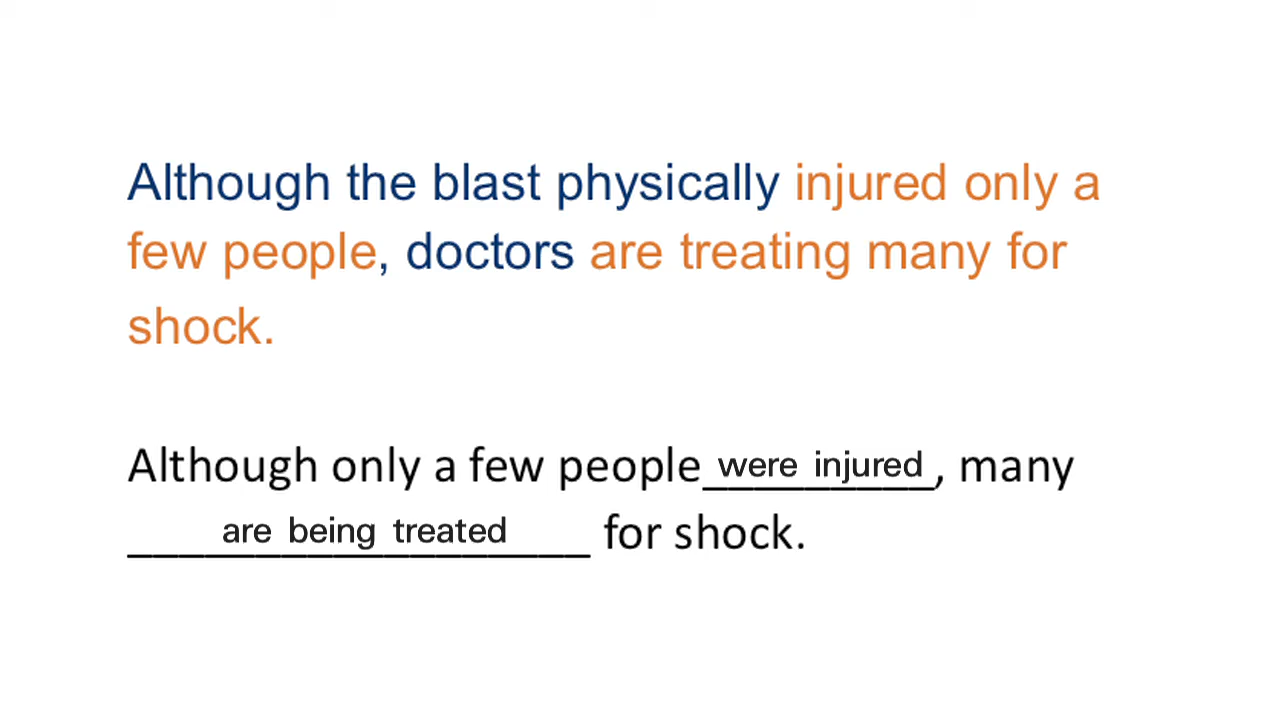 Although the blast physically injured only a
few people, doctors are treating many for
shock.
Although only a few people were injured, many
are being treated for shock.